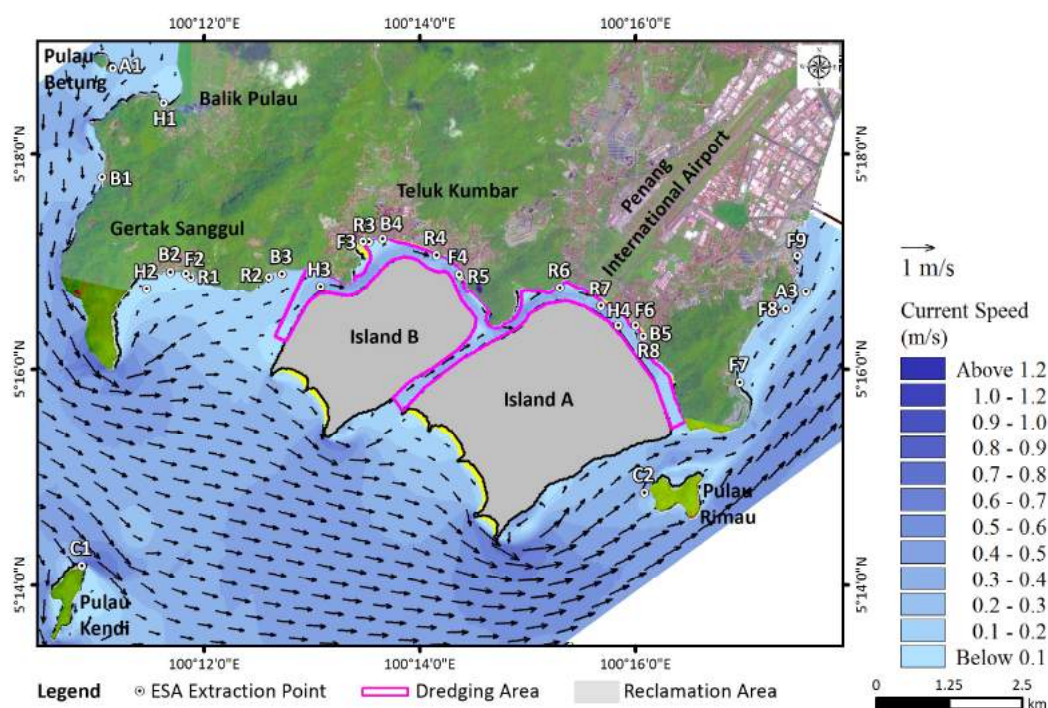 100°12'0"E
100°14'0"E
100°16'0"E
Pulau
Betung
A1
Balik Pulau
H1
5°18'0"N
5°18'0"N
B1
Penang
International Airport
Teluk Kumbar
Gertak Sanggul
R3
B4
F3
R4
F4
F9
B2
F2
B3
H2
R1
R2
H3
R5
R6
A3
R7
F8
H4
F6
B5
R8
1 m/s
Current Speed
(m/s)
Island B
5°16'0"N
5°16'0"N
F7
Island A
Above 1.2
1.0 - 1.2
0.9 - 1.0
0.8 - 0.9
0.7 - 0.8
0.6 - 0.7
0.5 - 0.6
0.4 - 0.5
0.3 - 0.4
0.2 - 0.3
0.1 - 0.2
Below 0.1
C2
Pulau
Rimau
C1
5°14'0"N
5°14'0"N
Pulau
Kendi
100°12'0"E
100°14'0"E
100°16'0"E
Legend
ESA Extraction Point
Dredging Area
Reclamation Area
0
1.25
2.5
km